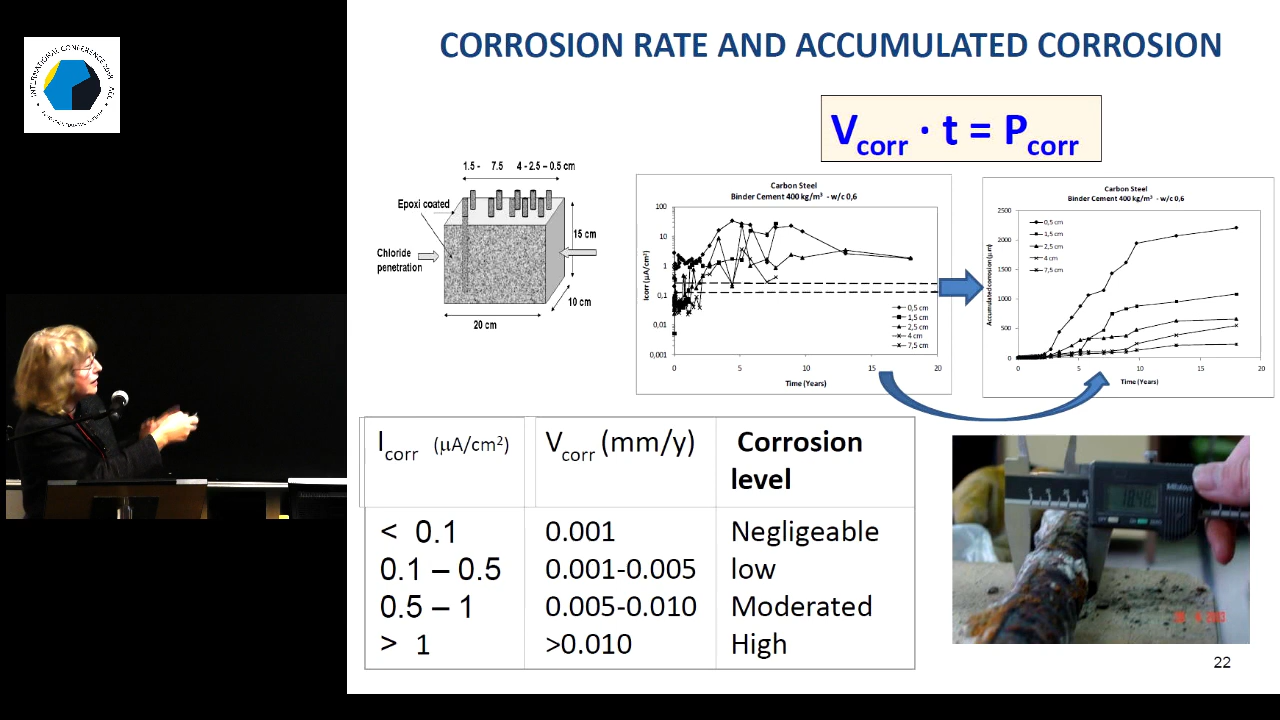 INTERNATIONAL CONFERENCE
CORROSION RATE AND ACCUMULATED CORROSION
Vcorr · t = Pcorr
1.5 - 7.5 4 - 2.5 – 0.5 cm
Epoxi coated
Chloride
penetration
15 cm
10 cm
20 cm
Carbon Steel
Binder Cement 400 kg/m³ - w/c 0,6
Icorr (µA/cm²)
100
10
1
0,1
0,01
0,001
0 5 10 15 20
Time (Years)
0,5 cm
1,5 cm
2,5 cm
4 cm
7,5 cm
Carbon Steel
Binder Cement 400 kg/m³ - w/c 0,6
Accumulated corrosion (µm)
2500
2000
1500
1000
500
0
0 5 10 15 20
Time (Years)
0,5 cm
1,5 cm
2,5 cm
4 cm
7,5 cm
Icorr (µA/cm²) Vcorr (mm/y) Corrosion
level
< 0.1 0.001 Negligeable
0.1 – 0.5 0.001-0.005 low
0.5 – 1 0.005-0.010 Moderated
> 1 >0.010 High
22